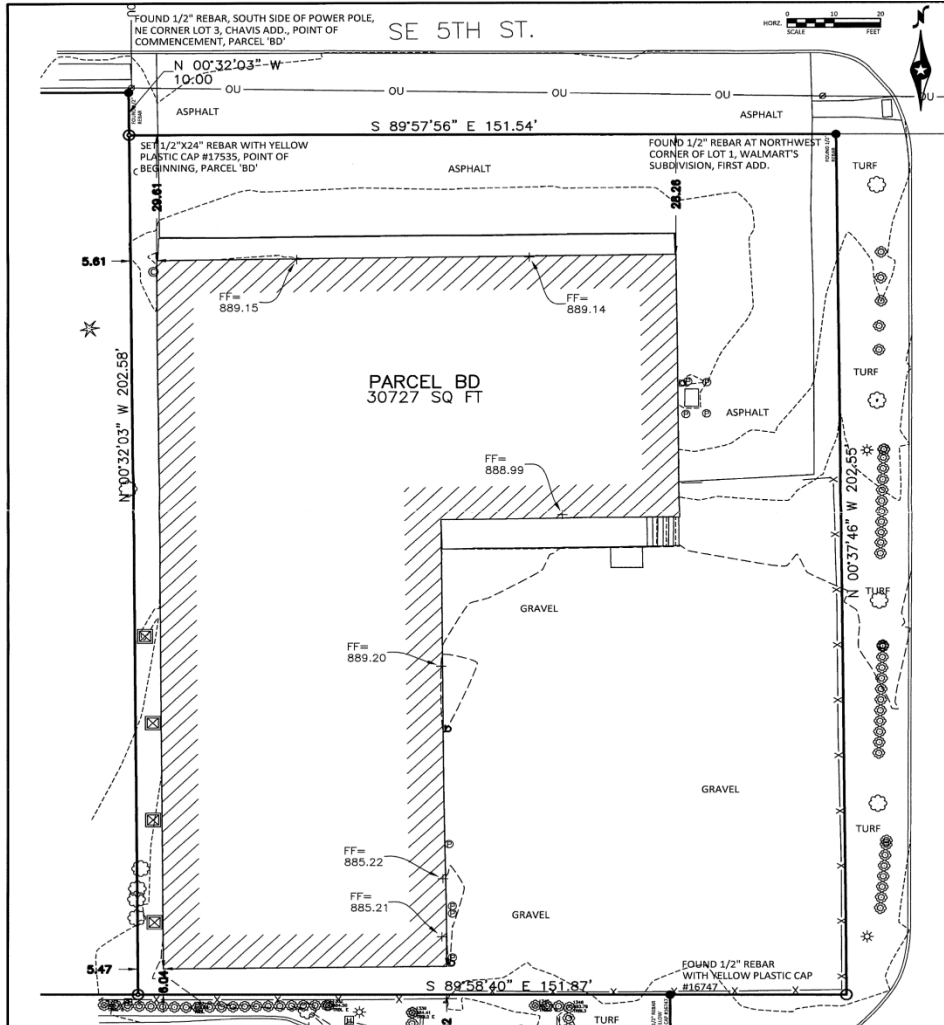 FOUND 1/2" REBAR, SOUTH SIDE OF POWER POLE,
NE CORNER LOT 3, CHAVIS ADD., POINT OF
COMMENCEMENT, PARCEL 'BD'
SE 5TH ST.
HORZ.
SCALE
0 10 20
FEET
N
OU
N 00°32'03" W
10.00
OU OU OU OU OU
ASPHALT
ASPHALT
S 89°57'56" E 151.54'
SET 1/2"X24" REBAR WITH YELLOW
PLASTIC CAP #17535, POINT OF
BEGINNING, PARCEL 'BD'
ASPHALT
FOUND 1/2" REBAR AT NORTHWEST
CORNER OF LOT 1, WALMART'S
SUBDIVISION, FIRST ADD.
FOUND 1/2"
REBAR
TURF
29.61
28.26
5.61
FF=
889.15
FF=
889.14
PARCEL BD
30727 SQ FT
TURF
ASPHALT
N 00°32'03" W 202.58'
FF=
888.99
N 00°37'46" W 202.55'
TURF
GRAVEL
FF=
889.20
GRAVEL
TURF
FF=
885.22
FF=
885.21
GRAVEL
5.47
6.04
S 89°58'40" E 151.87'
FOUND 1/2" REBAR
WITH YELLOW PLASTIC CAP
#16747
TURF